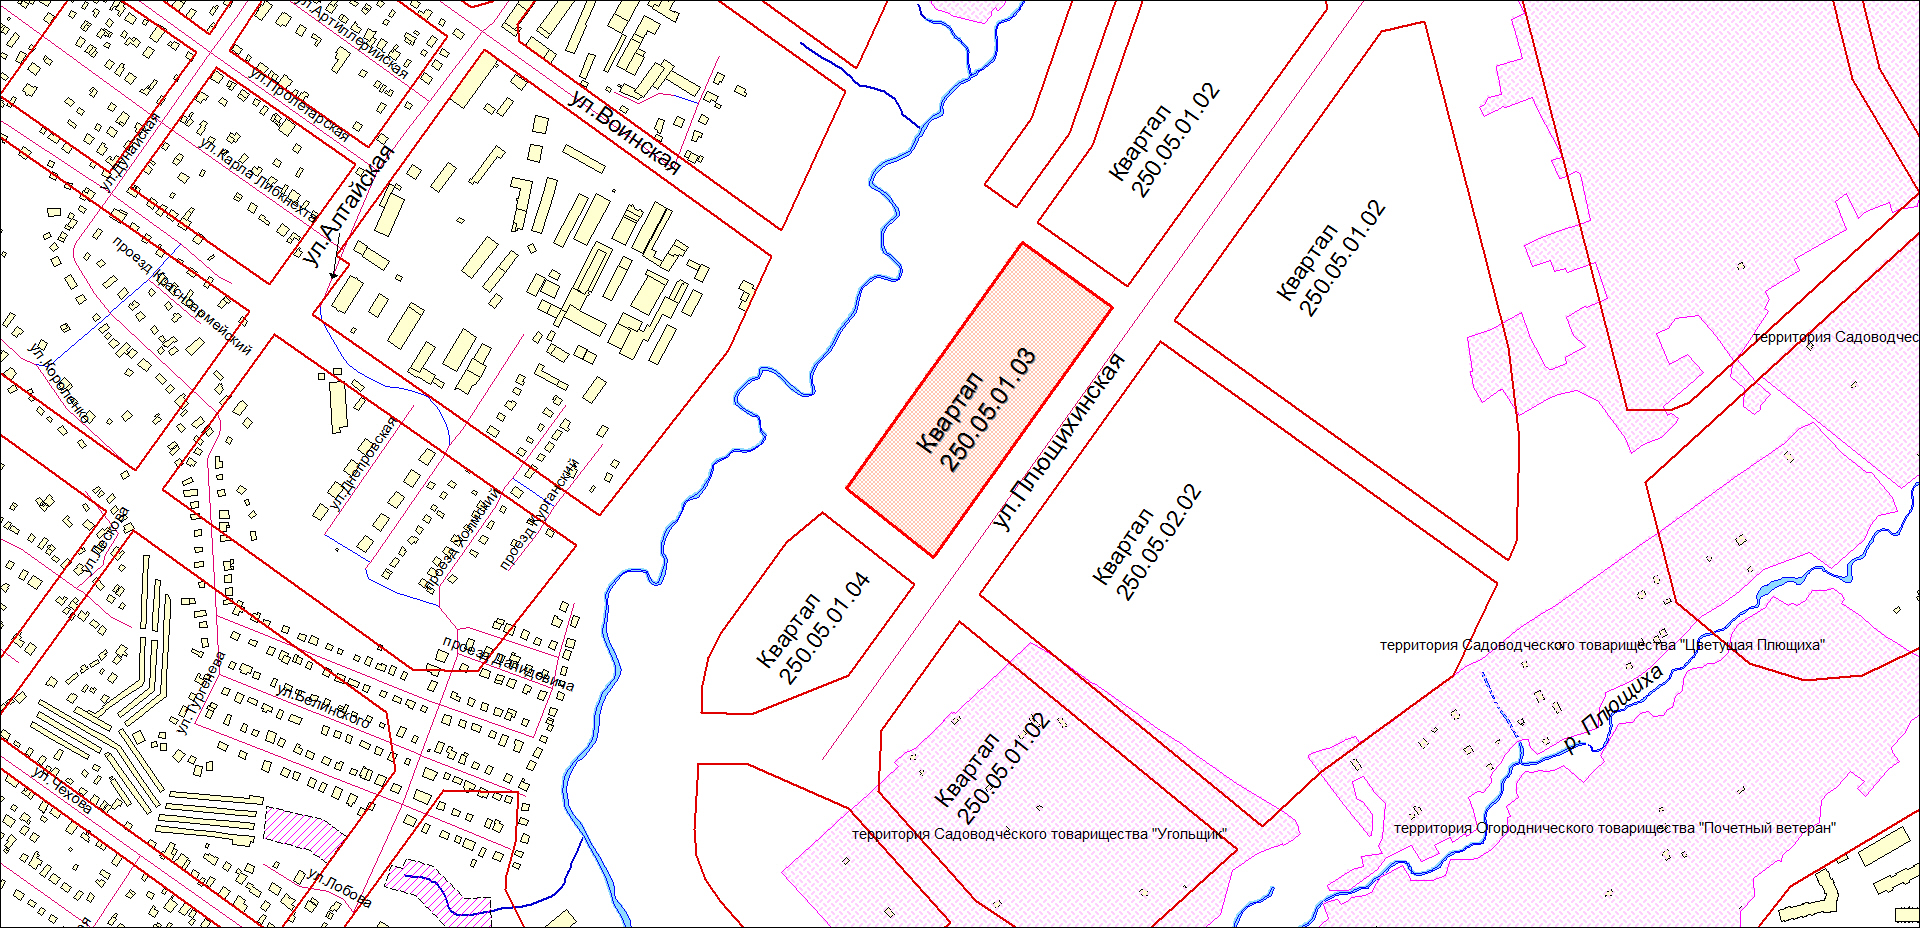 ул.Артиллерийская
ул.Пролетарская
ул.Воинская
ул.Дунайская
ул.Карла Либкнехта
ул.Алтайская
проезд Красноармейский
ул.Короленко
Квартал
250.05.01.02
Квартал
250.05.01.02
территория Садоводчес
Квартал
250.05.01.03
ул.Плющихинская
ул.Днепровская
проезд Холмский
проезд Курганский
ул.Лескова
Квартал
250.05.02.02
Квартал
250.05.01.04
проезд Давидовича
ул.Тургенева
ул.Белинского
территория Садоводческого товарищества "Цветущая Плющиха"
р. Плющиха
Квартал
250.05.01.02
ул.Чехова
территория Садоводческого товарищества "Угольщик"
территория Огороднического товарищества "Почетный ветеран"
ул.Лобова
ая